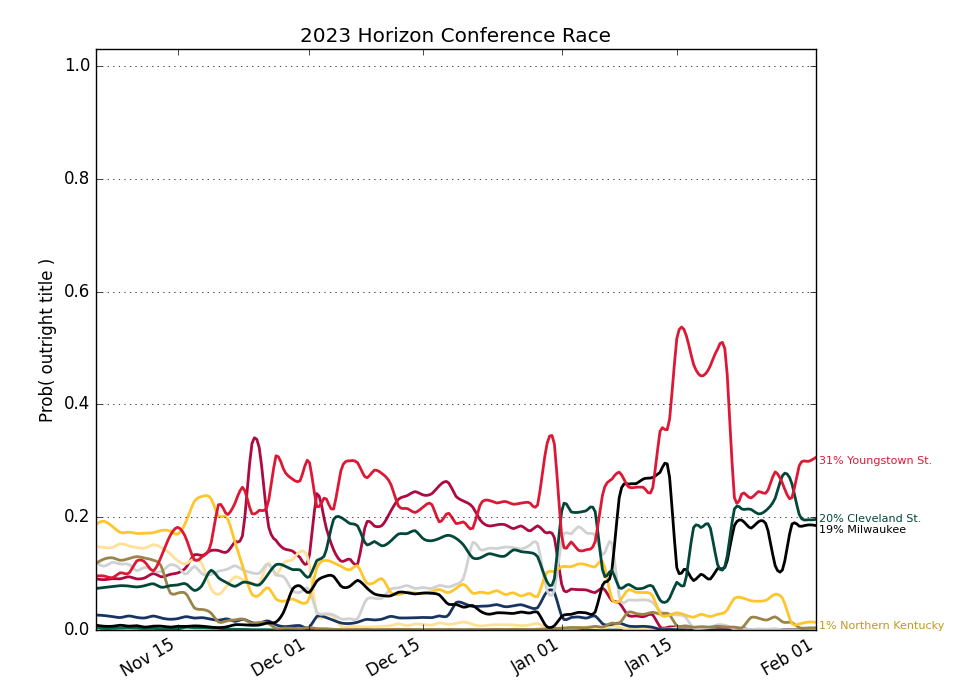 2023 Horizon Conference Race
Prob( outright title )
1.0
0.8
0.6
0.4
0.2
0.0
31% Youngstown St.
20% Cleveland St.
19% Milwaukee
1% Northern Kentucky
Nov 15
Dec 01
Dec 15
Jan 01
Jan 15
Feb 01